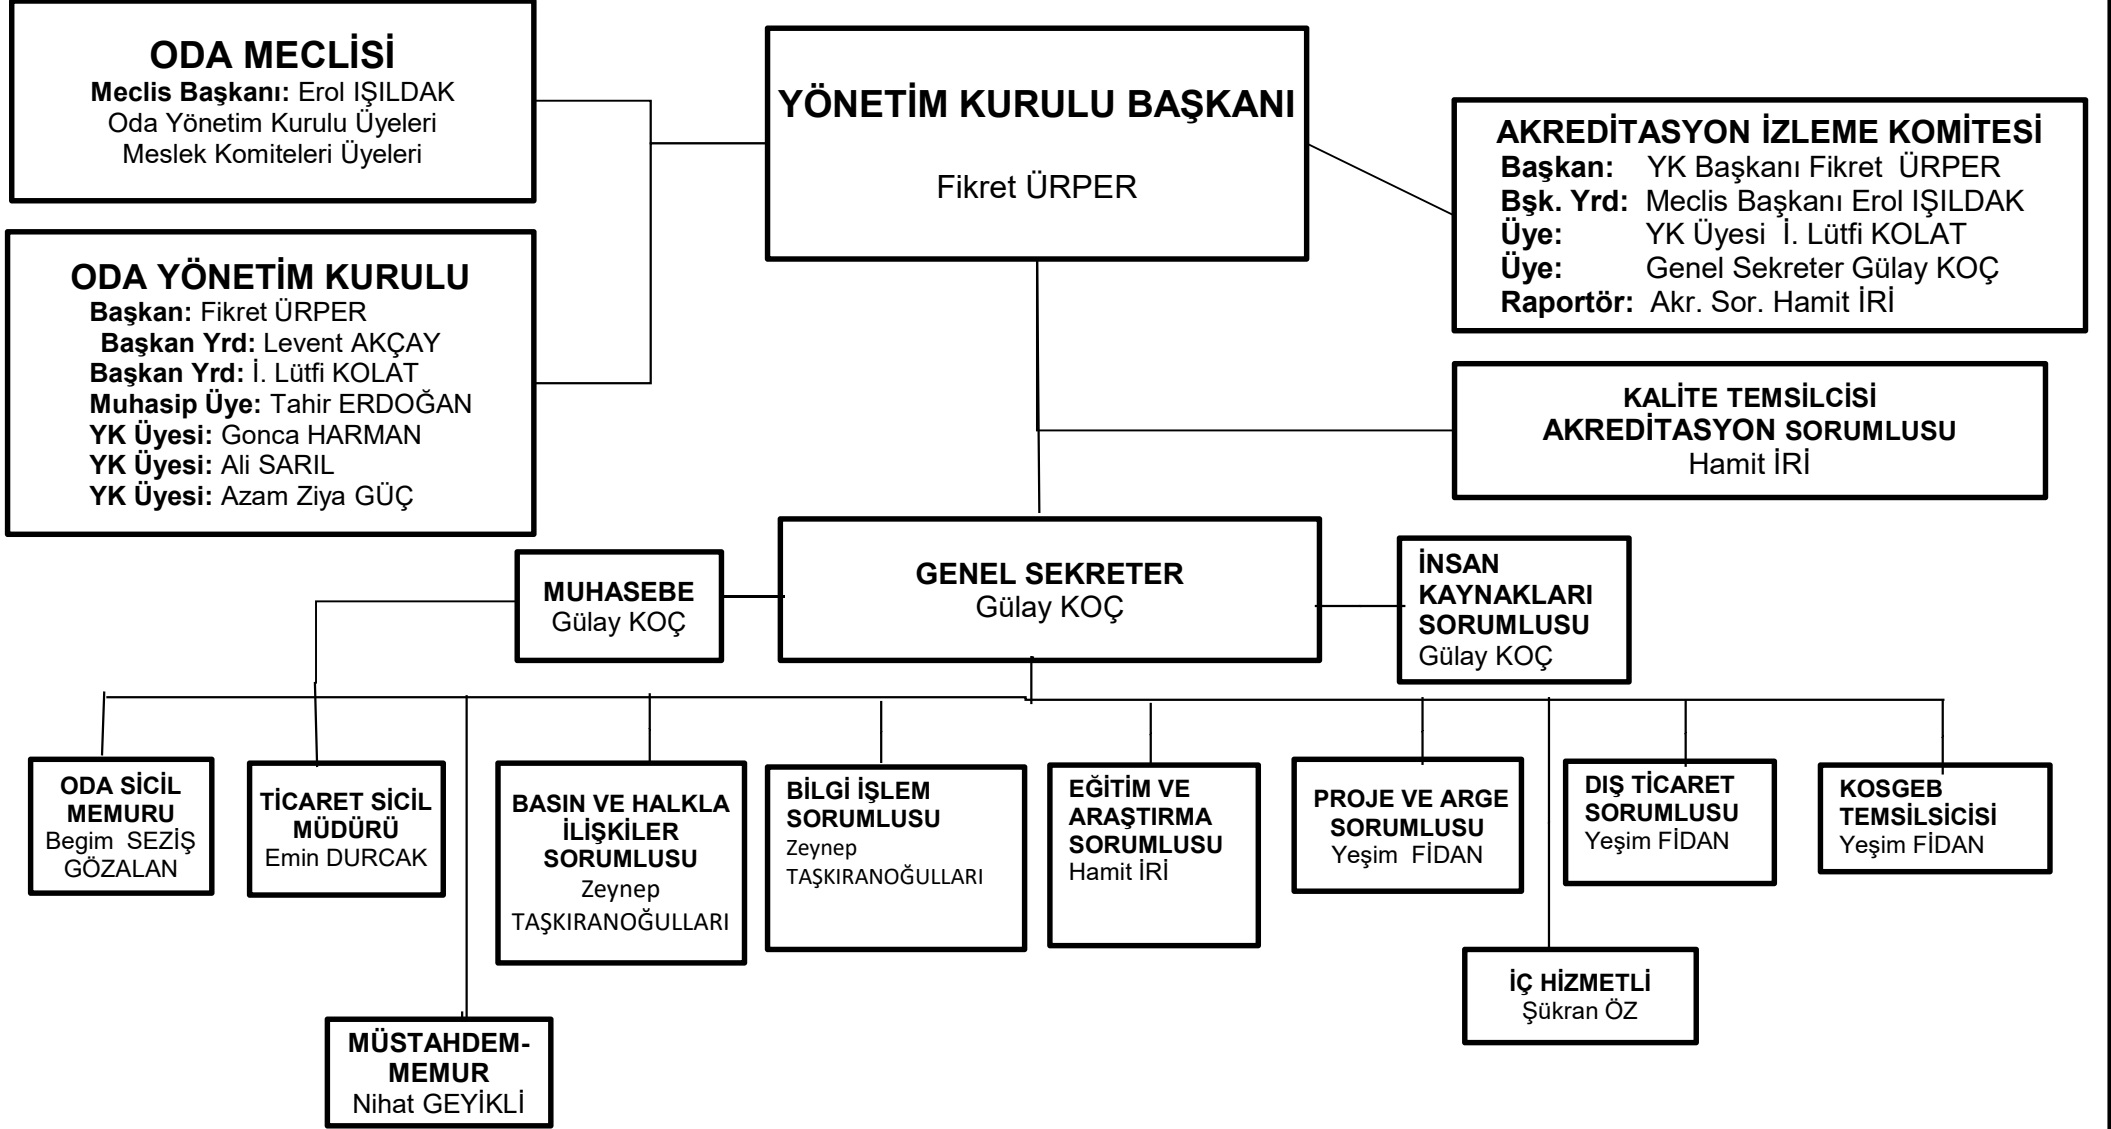 ODA MECLİSİ
Meclis Başkanı: Erol IŞILDAK
Oda Yönetim Kurulu Üyeleri
Meslek Komiteleri Üyeleri
YÖNETİM KURULU BAŞKANI
Fikret ÜRPER
AKREDİTASYON İZLEME KOMİTESİ
Başkan: YK Başkanı Fikret ÜRPER
Bşk. Yrd: Meclis Başkanı Erol IŞILDAK
Üye: YK Üyesi İ. Lütfi KOLAT
Üye: Genel Sekreter Gülay KOÇ
Raportör: Akr. Sor. Hamit İRİ
ODA YÖNETİM KURULU
Başkan: Fikret ÜRPER
Başkan Yrd: Levent AKÇAY
Başkan Yrd: İ. Lütfi KOLAT
Muhasip Üye: Tahir ERDOĞAN
YK Üyesi: Gonca HARMAN
YK Üyesi: Ali SARIL
YK Üyesi: Azam Ziya GÜÇ
KALİTE TEMSİLCİSİ
AKREDİTASYON SORUMLUSU
Hamit İRİ
MUHASEBE
Gülay KOÇ
GENEL SEKRETER
Gülay KOÇ
İNSAN
KAYNAKLARI
SORUMLUSU
Gülay KOÇ
ODA SİCİL
MEMURU
Begim SEZİŞ
GÖZALAN
TİCARET SİCİL
MÜDÜRÜ
Emin DURCAK
BASIN VE HALKLA
İLİŞKİLER
SORUMLUSU
Zeynep
TAŞKIRANOĞULLARI
BİLGİ İŞLEM
SORUMLUSU
Zeynep
TAŞKIRANOĞULLARI
EĞİTİM VE
ARAŞTIRMA
SORUMLUSU
Hamit İRİ
PROJE VE ARGE
SORUMLUSU
Yeşim FİDAN
DIŞ TİCARET
SORUMLUSU
Yeşim FİDAN
KOSGEB
TEMSİLSİCİSİ
Yeşim FİDAN
İÇ HİZMETLİ
Şükran ÖZ
MÜSTAHDEM-
MEMUR
Nihat GEYİKLİ